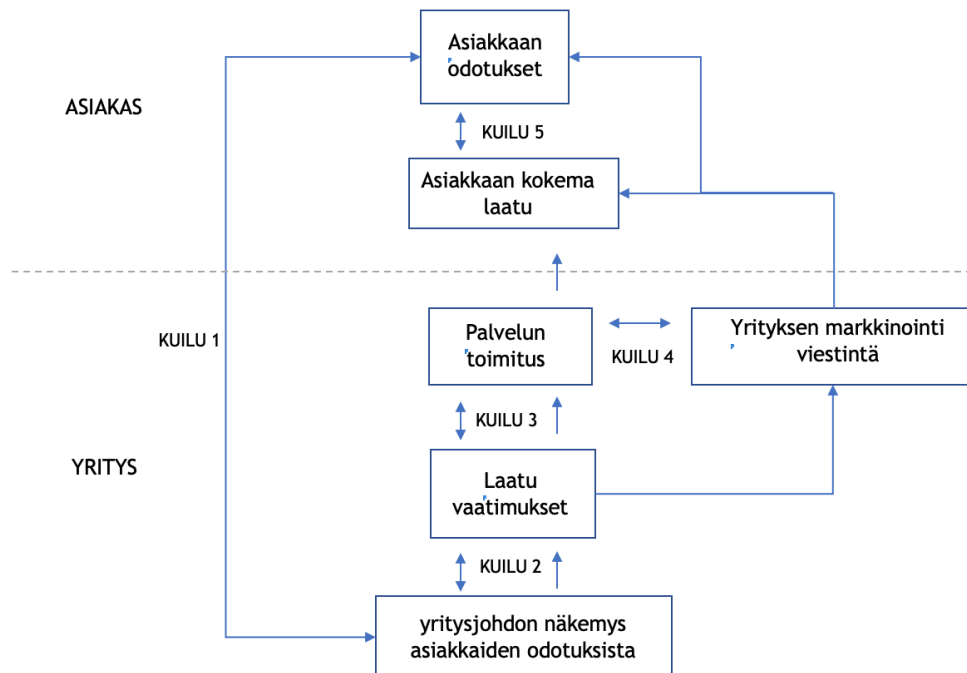 Asiakkaan
odotukset
ASIAKAS
KUILU 5
Asiakkaan kokema
laatu
KUILU 1
Palvelun
toimitus
KUILU 4
Yrityksen markkinointi
viestintä
KUILU 3
YRITYS
Laatu
vaatimukset
KUILU 2
yritysjohdon näkemys
asiakkaiden odotuksista